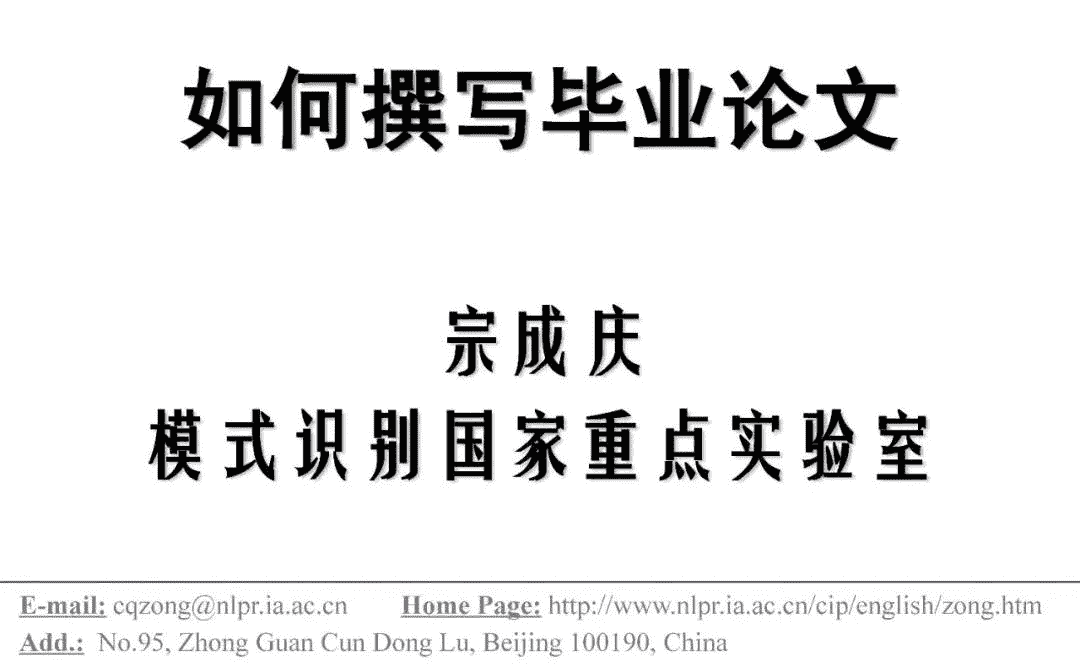 如何撰写毕业论文
宗成庆
模式识别国家重点实验室
E-mail: cqzong@nlpr.ia.ac.cn Home Page: http://www.nlpr.ia.ac.cn/cip/english/zong.htm
Add.: No.95, Zhong Guan Cun Dong Lu, Beijing 100190, China